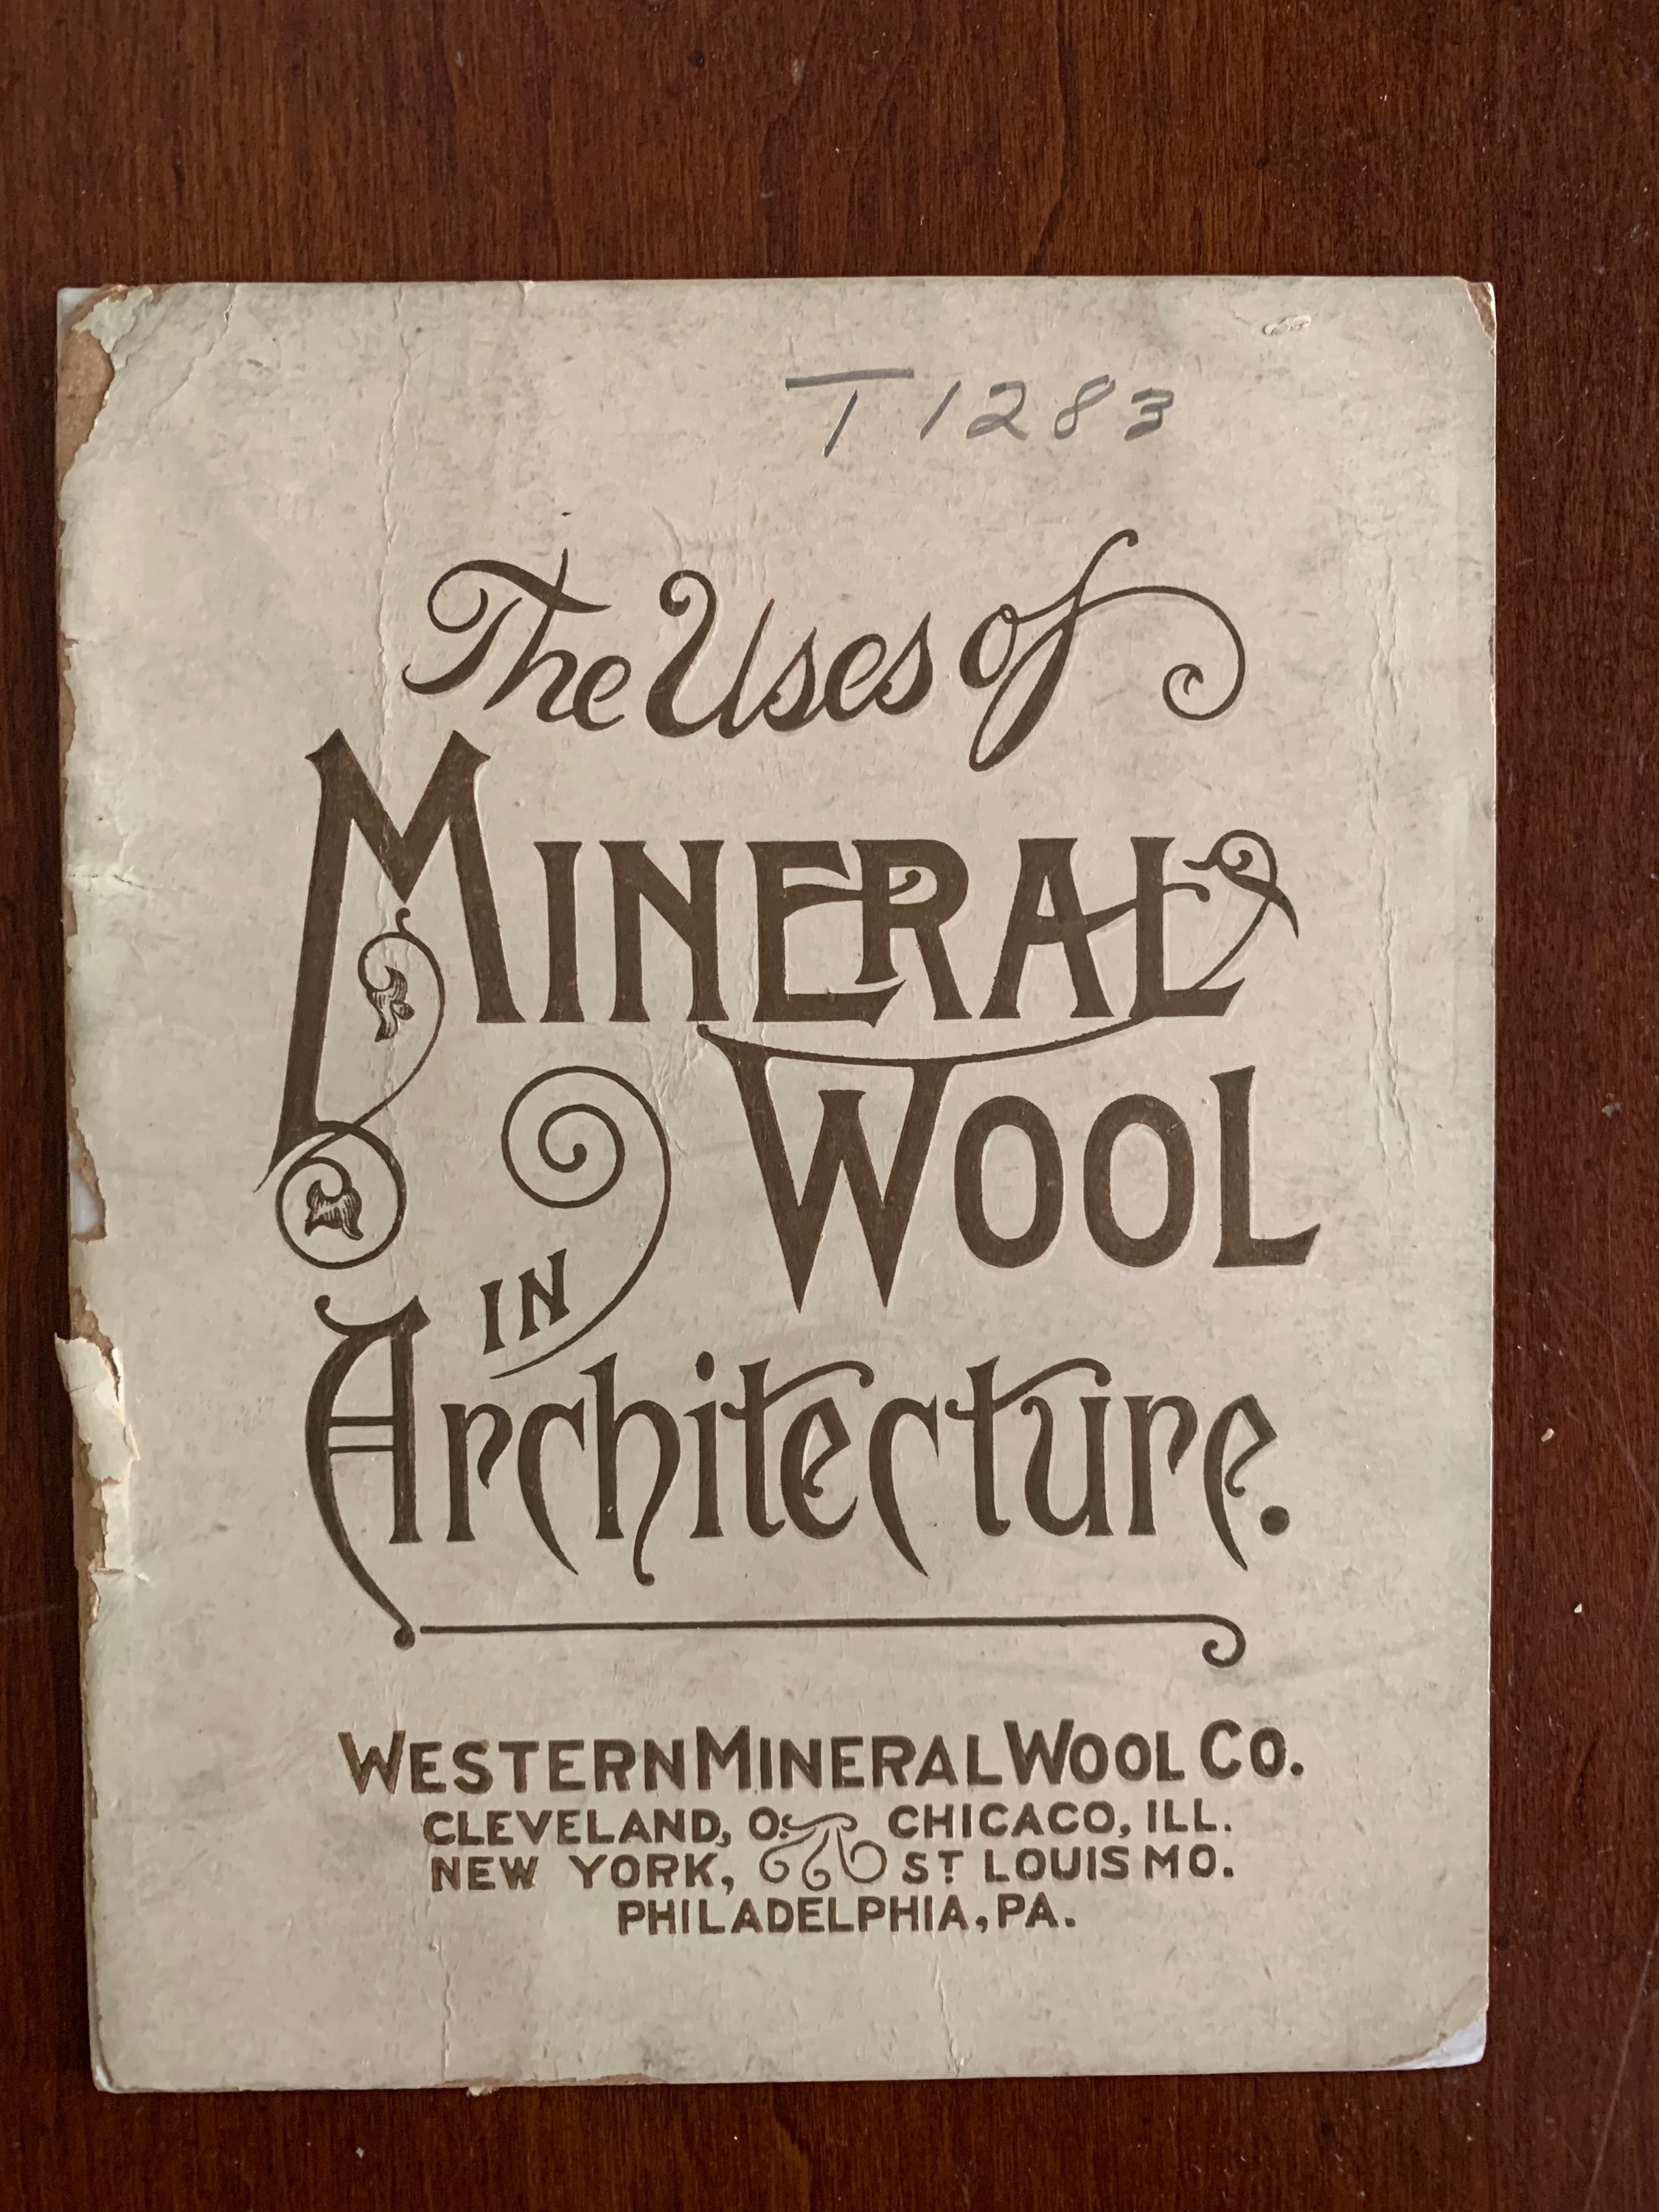 T1283
The Uses of
MINERAL
WOOL
IN
Architecture.
WESTERN MINERAL WOOL CO.
CLEVELAND, O. CHICAGO, ILL.
NEW YORK, ST LOUIS MO.
PHILADELPHIA, PA.